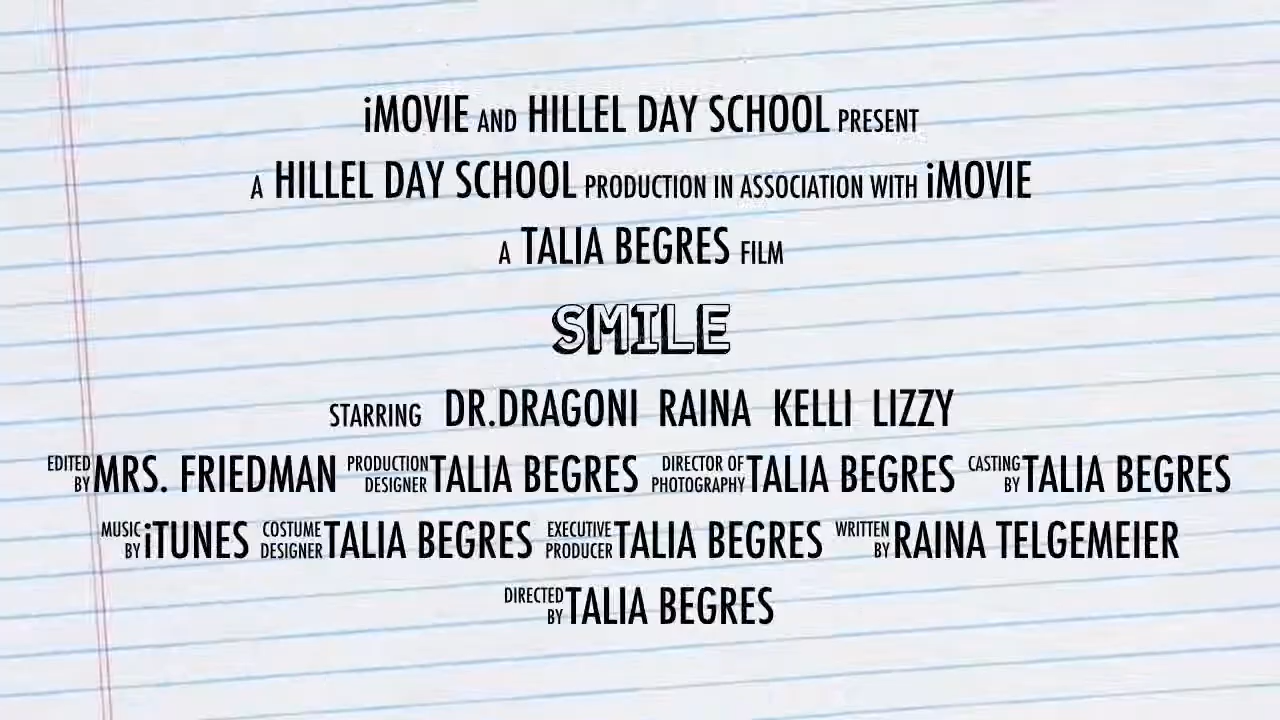 iMOVIE AND HILLEL DAY SCHOOL PRESENT
A HILLEL DAY SCHOOL PRODUCTION IN ASSOCIATION WITH iMOVIE
A TALIA BEGRES FILM
SMILE
STARRING DR.DRAGONI RAINA KELLI LIZZY
EDITED BY MRS. FRIEDMAN PRODUCTION DESIGNER TALIA BEGRES DIRECTOR OF PHOTOGRAPHY TALIA BEGRES CASTING BY TALIA BEGRES
MUSIC BY iTUNES COSTUME DESIGNER TALIA BEGRES EXECUTIVE PRODUCER TALIA BEGRES WRITTEN BY RAINA TELGEMEIER
DIRECTED BY TALIA BEGRES